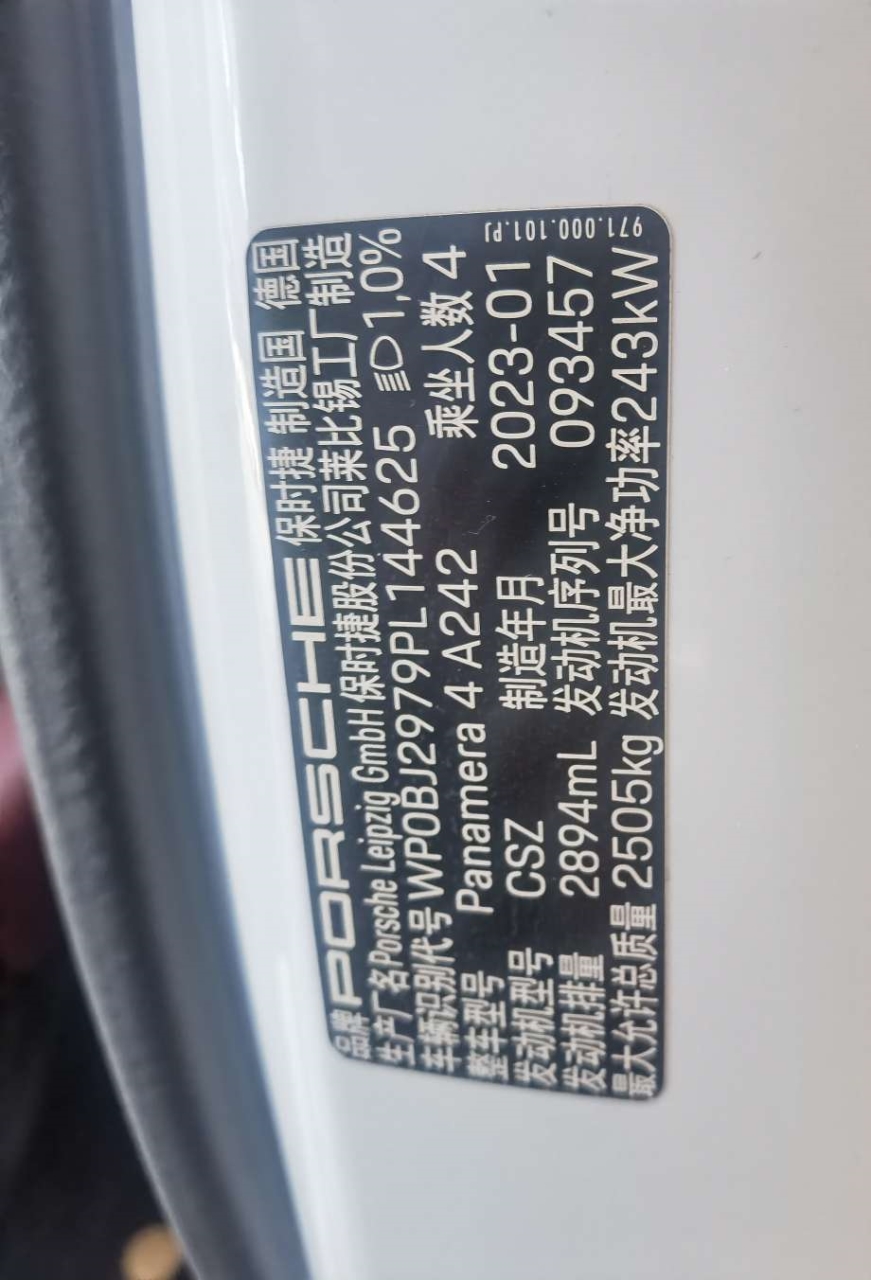 品牌 PORSCHE 保时捷 制造国 德国
生产厂名 Porsche Leipzig GmbH 保时捷股份公司莱比锡工厂制造
车辆识别代号 WP0BJ2979PL144625 1,0%
整车型号 Panamera 4 A242 乘坐人数 4
发动机型号 CSZ 制造年月 2023-01
发动机排量 2894mL 发动机序列号 093457
最大允许总质量 2505kg 发动机最大净功率 243kW
971.000.101.PJ